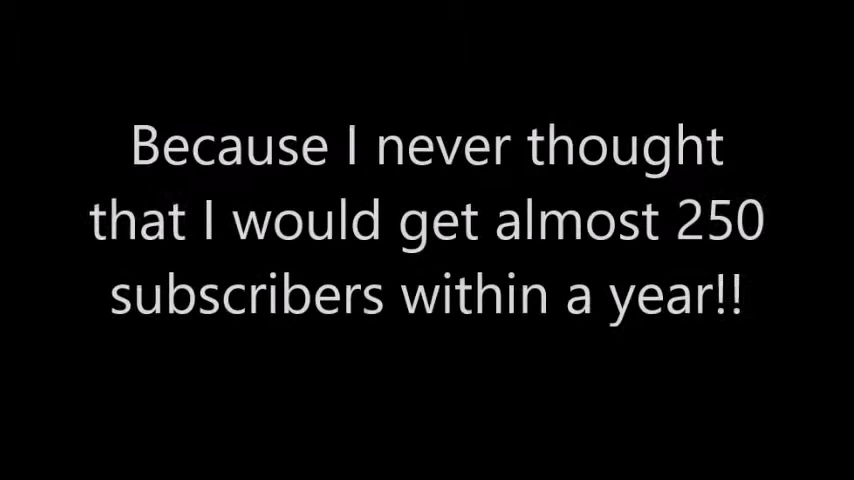 Because I never thought
that I would get almost 250
subscribers within a year!!